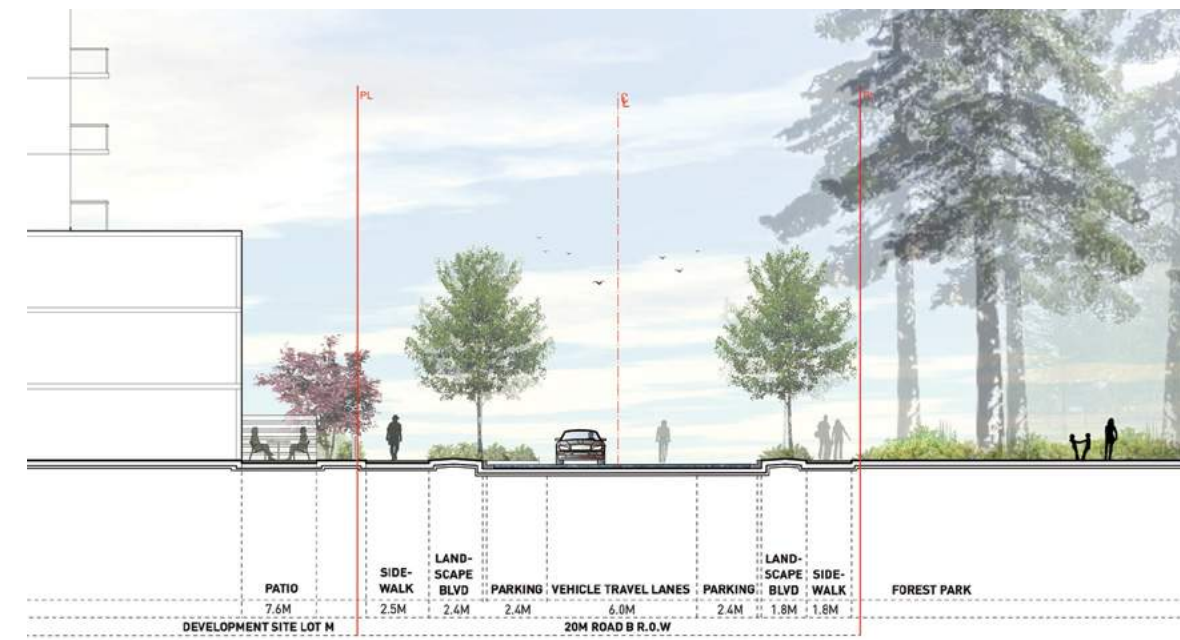 PL
℄
PL
PATIO
SIDE-
WALK
LAND-
SCAPE
BLVD
PARKING
VEHICLE TRAVEL LANES
PARKING
LAND-
SCAPE
BLVD
SIDE-
WALK
FOREST PARK
7.6M
2.5M
2.4M
2.4M
6.0M
2.4M
1.8M
1.8M
DEVELOPMENT SITE LOT M
20M ROAD B R.O.W